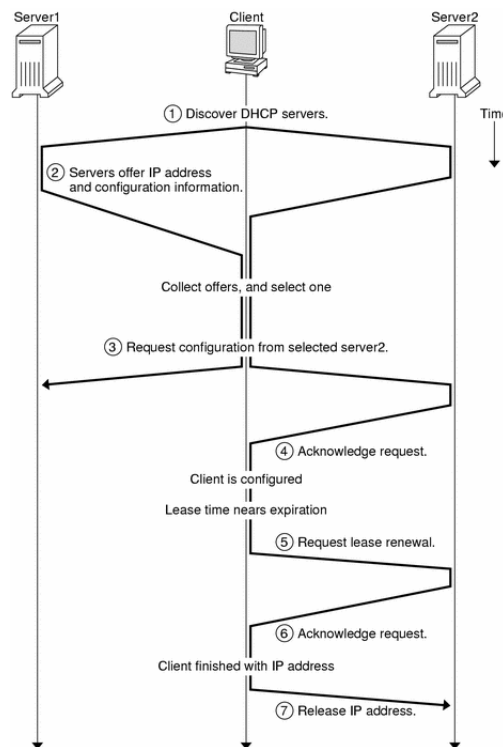 Server1
Client
Server2
① Discover DHCP servers.
Time
② Servers offer IP address
and configuration information.
Collect offers, and select one
③ Request configuration from selected server2.
④ Acknowledge request.
Client is configured
Lease time nears expiration
⑤ Request lease renewal.
⑥ Acknowledge request.
Client finished with IP address
⑦ Release IP address.